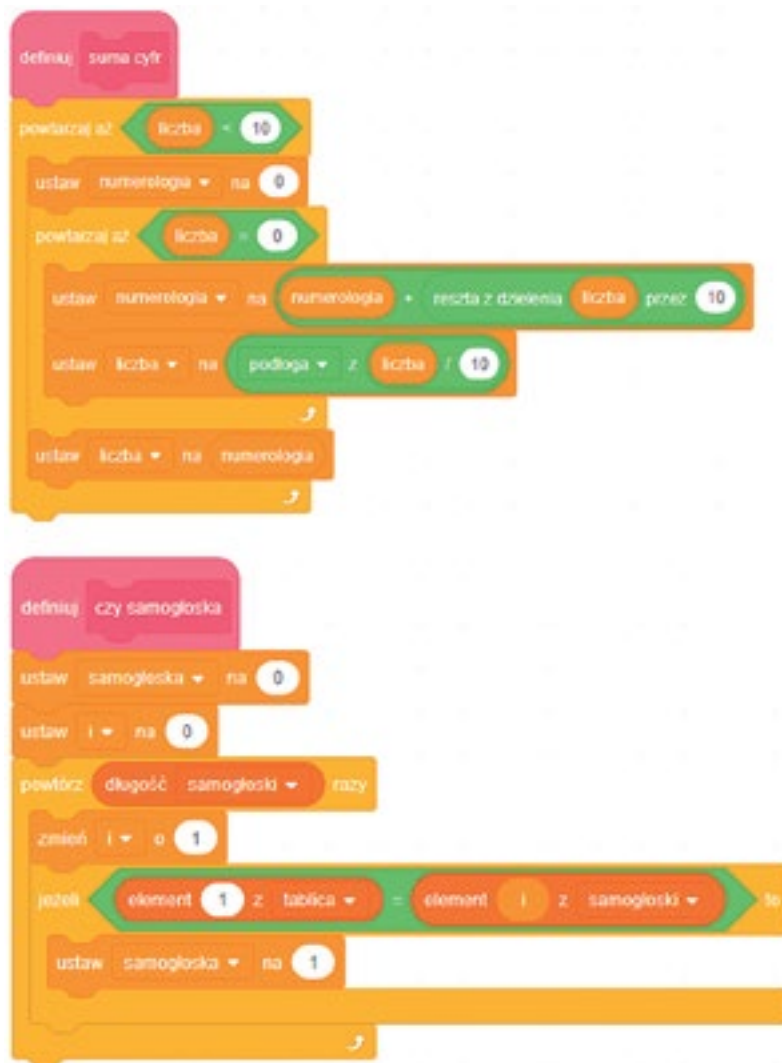 definiuj suma cyfr
powtarzaj aż liczba < 10
ustaw numerologia na 0
powtarzaj aż liczba = 0
ustaw numerologia na numerologia + reszta z dzielenia liczba przez 10
ustaw liczba na podłoga z liczba / 10
ustaw liczba na numerologia
definiuj czy samogłoska
ustaw samogłoska na 0
ustaw i na 0
powtórz długość samogłoski razy
zmień i o 1
jeżeli element 1 z tablica = element i z samogłoski to
ustaw samogłoska na 1